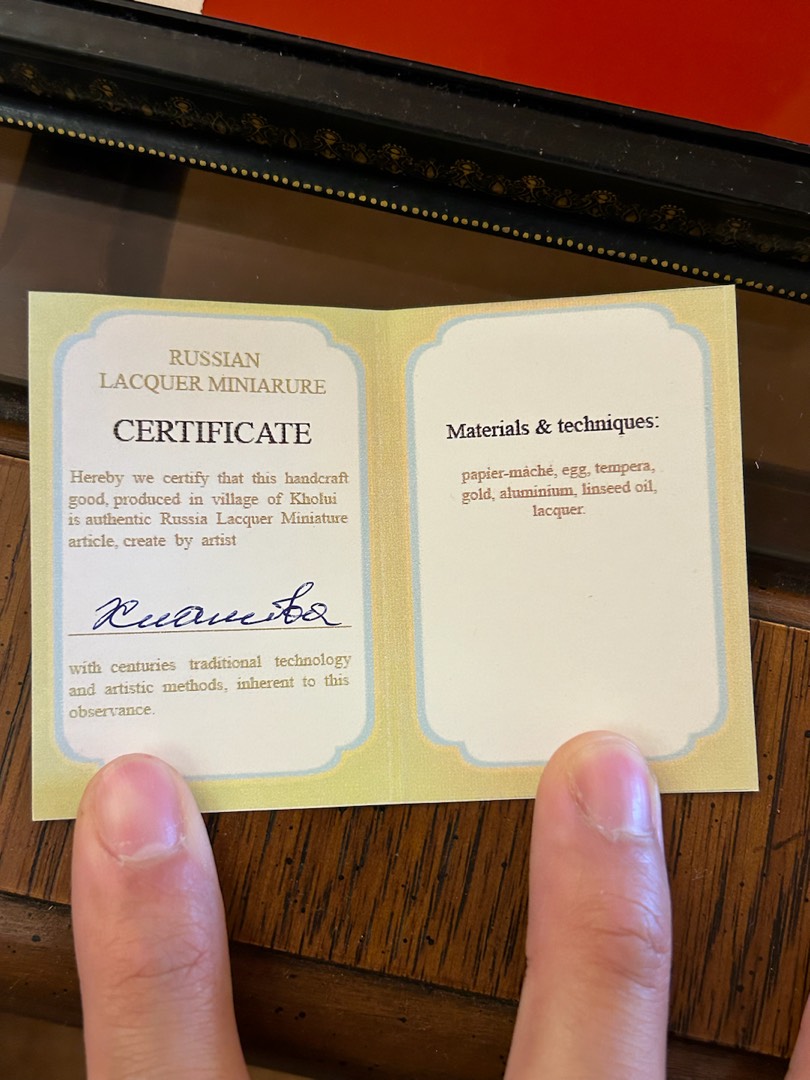 RUSSIAN
LACQUER MINIARURE
CERTIFICATE
Hereby we certify that this handcraft
good, produced in village of Kholui
is authentic Russia Lacquer Miniature
article, create by artist
with centuries traditional technology
and artistic methods, inherent to this
observance.
Materials & techniques:
papier-mâché, egg, tempera,
gold, aluminium, linseed oil,
lacquer.